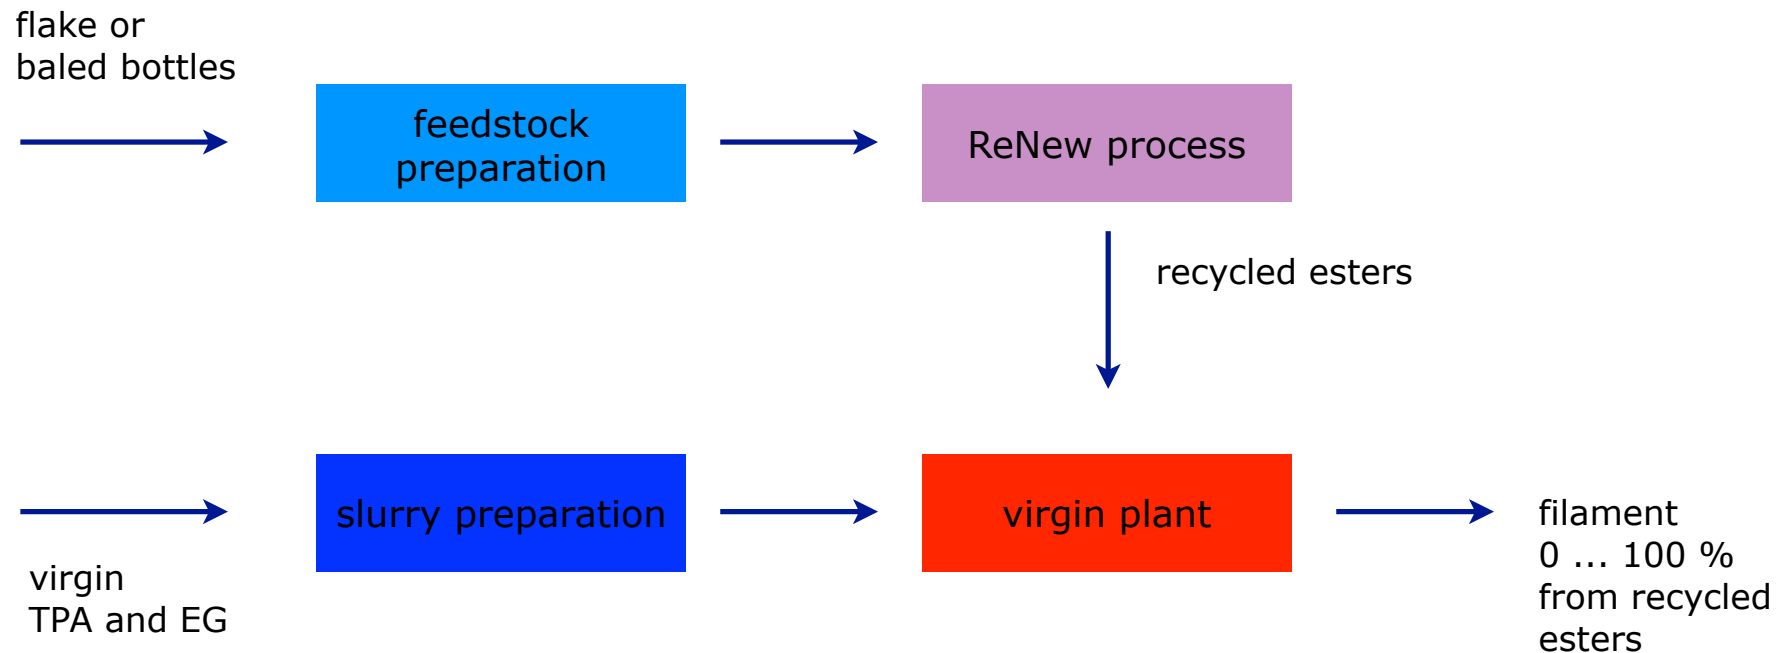 flake or
baled bottles
feedstock
preparation
ReNew process
recycled esters
slurry preparation
virgin plant
virgin
TPA and EG
filament
0 ... 100 %
from recycled
esters